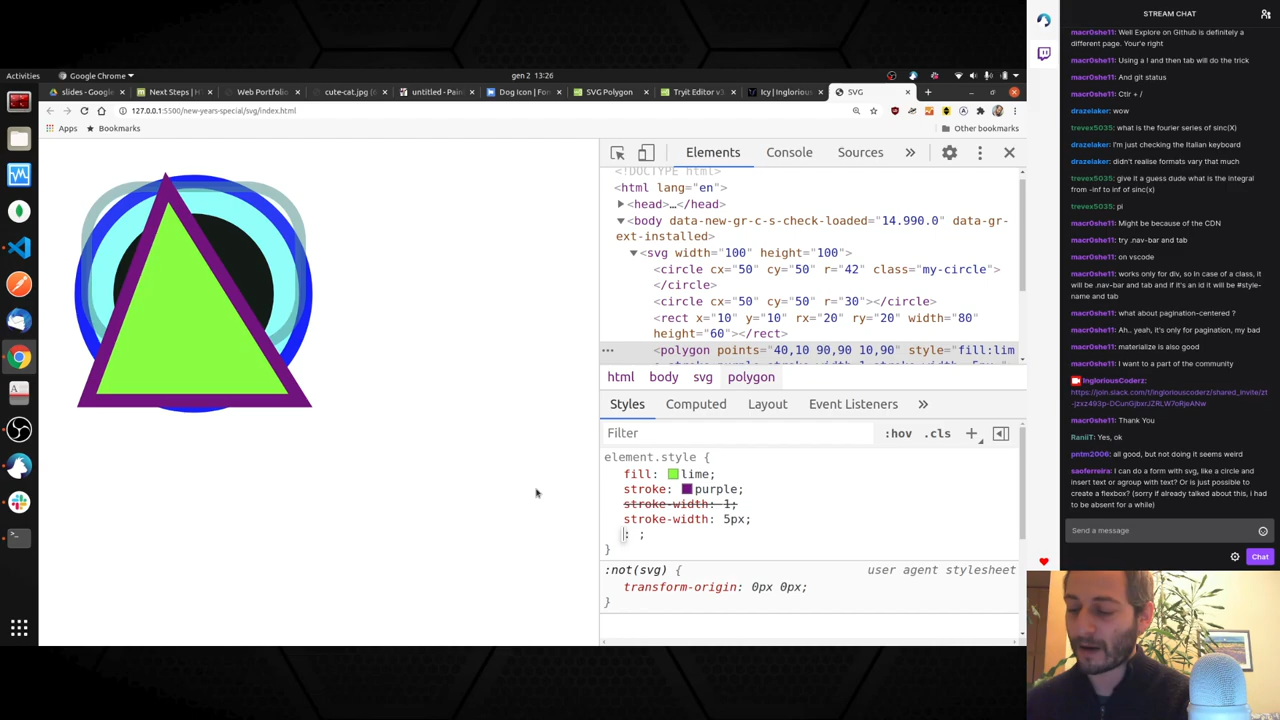 Activities
Google Chrome
gen 2 13:26
slides - Google D
Next Steps | H
Web Portfolio
cute-cat.jpg (
untitled - Pain
Dog Icon | Fo
SVG Polygon
Tryit Editor v3
Icy | Inglorious
SVG
127.0.0.1:5500/new-years-special/svg/index.html
Apps
Bookmarks
Other bookmarks
Elements
Console
Sources
<!DOCTYPE html>
<html lang="en">
<head>…</head>
<body data-new-gr-c-s-check-loaded="14.990.0" data-gr-
ext-installed>
<svg width="100" height="100">
<circle cx="50" cy="50" r="42" class="my-circle">
</circle>
<circle cx="50" cy="50" r="30"></circle>
<rect x="10" y="10" rx="20" ry="20" width="80"
height="60"></rect>
<polygon points="40,10 90,90 10,90" style="fill:lim
html
body
svg
polygon
Styles
Computed
Layout
Event Listeners
Filter
:hov
.cls
element.style {
fill: lime;
stroke: purple;
stroke-width: 1;
stroke-width: 5px;
: ;
}
:not(svg) {
user agent stylesheet
transform-origin: 0px 0px;
}
STREAM CHAT
macr0she11: Well Explore on Github is definitely a
different page. Your'e right
macr0she11: Using a ! and then tab will do the trick
macr0she11: And git status
macr0she11: Ctlr + /
drazelaker: wow
trevex5035: what is the fourier series of sinc(X)
drazelaker: I'm just checking the Italian keyboard
drazelaker: didn't realise formats vary that much
trevex5035: give it a guess dude what is the integral
from -inf to inf of sinc(x)
trevex5035: pi
macr0she11: Might be because of the CDN
macr0she11: try .nav-bar and tab
macr0she11: on vscode
macr0she11: works only for div, so in case of a class, it
will be .nav-bar and tab and if it's an id it will be #style-
name and tab
macr0she11: what about pagination-centered ?
macr0she11: Ah.. yeah, it's only for pagination, my bad
macr0she11: materialize is also good
macr0she11: I want to a part of the community
IngloriousCoderz:
https://join.slack.com/t/ingloriouscoderz/shared_invite/zt
macr0she11: Thank You
RaniiT: Yes, ok
pntm2006: all good, but not doing it seems weird
saoferreira: I can do a form with svg, like a circle and
insert text or agroup with text? Or is just possible to
create a flexbox? (sorry if already talked about this, i had
to be absent for a while)
Send a message
Chat